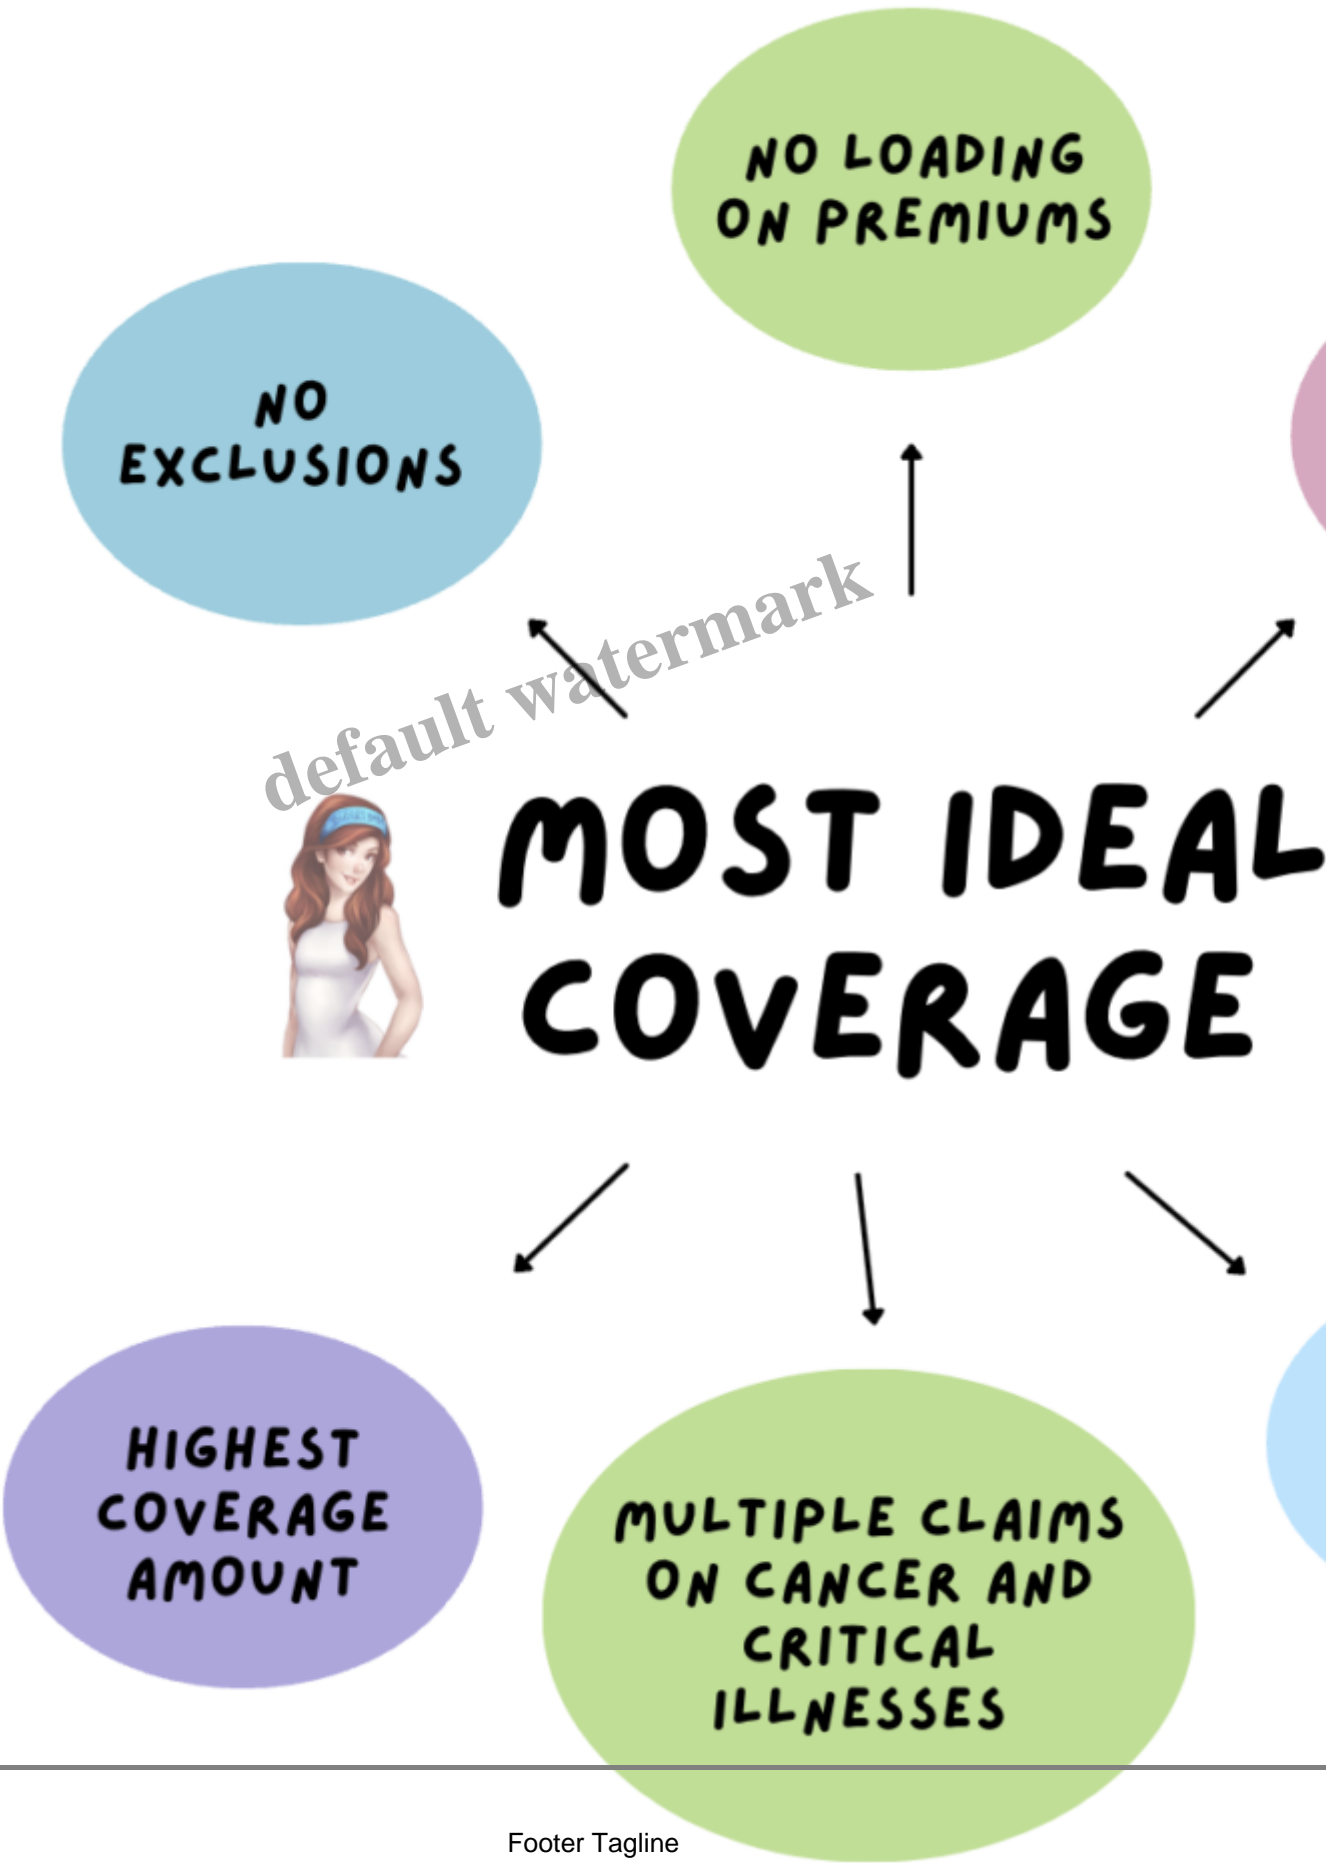 NO LOADING
ON PREMIUMS
NO
EXCLUSIONS
default watermark
MOST IDEAL
COVERAGE
HIGHEST
COVERAGE
AMOUNT
MULTIPLE CLAIMS
ON CANCER AND
CRITICAL
ILLNESSES
Footer Tagline